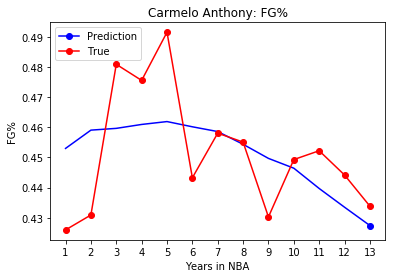 Carmelo Anthony: FG%
Prediction
True
0.49
0.48
0.47
0.46
0.45
0.44
0.43
FG%
1 2 3 4 5 6 7 8 9 10 11 12 13
Years in NBA